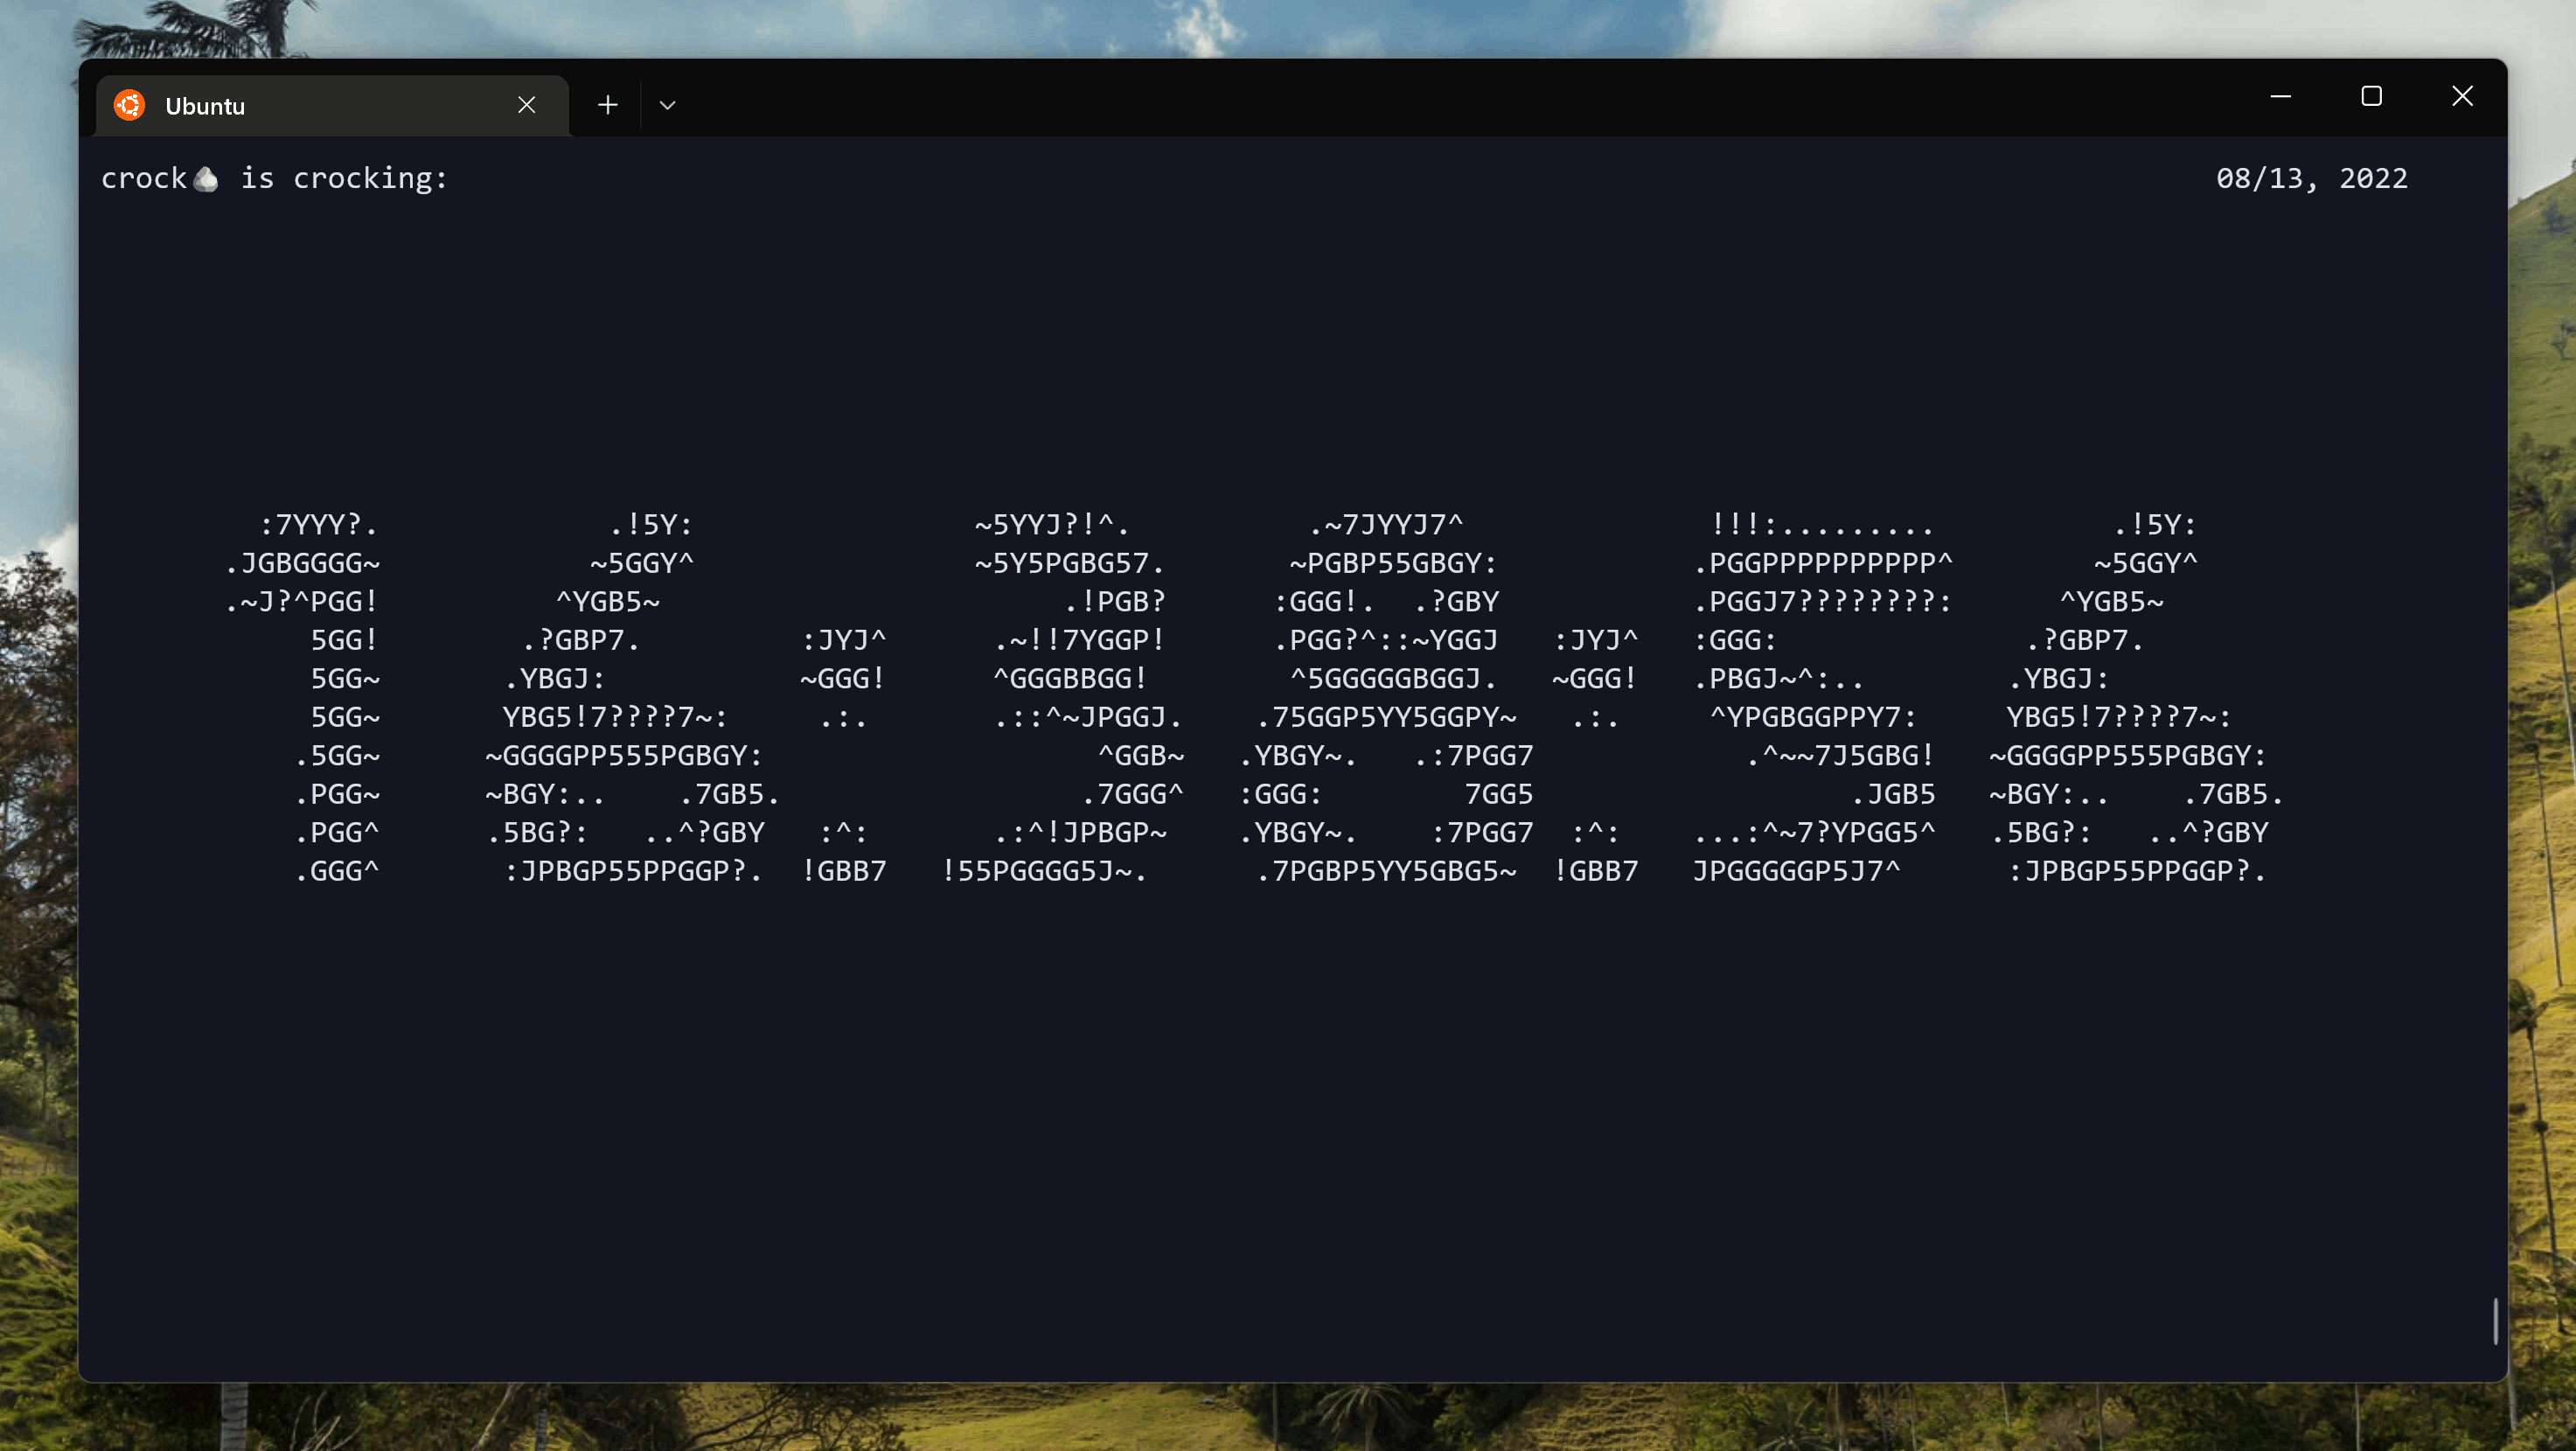 Ubuntu
crock🪨 is crocking: 08/13, 2022
:7YYY?. .!5Y: ~5YYJ?!^. .~7JYYJ7^ !!!:......... .!5Y:
.JGBGGGG~ ~5GGY^ ~5Y5PGBG57. ~PGBP55GBGY: .PGGPPPPPPPPPP^ ~5GGY^
.~J?^PGG! ^YGB5~ .!PGB? :GGG!. .?GBY .PGGJ7????????: ^YGB5~
5GG! .?GBP7. :JYJ^ .~!!7YGGP! .PGG?^::~YGGJ :JYJ^ :GGG: .?GBP7.
5GG~ .YBGJ: ~GGG! ^GGGBBGG! ^5GGGGGBGGJ. ~GGG! .PBGJ~^:.. .YBGJ:
5GG~ YBG5!7????7~: .:. .::^~JPGGJ. .75GGP5YY5GGPY~ .:. ^YPGBGGPPY7: YBG5!7????7~:
.5GG~ ~GGGGPP555PGBGY: ^GGB~ .YBGY~. .:7PGG7 .^~~7J5GBG! ~GGGGPP555PGBGY:
.PGG~ ~BGY:.. .7GB5. .7GGG^ :GGG: 7GG5 .JGB5 ~BGY:.. .7GB5.
.PGG^ .5BG?: ..^?GBY :^: .:^!JPBGP~ .YBGY~. :7PGG7 :^: ...:^~7?YPGG5^ .5BG?: ..^?GBY
.GGG^ :JPBGP55PPGGP?. !GBB7 !55PGGGG5J~. .7PGBP5YY5GBG5~ !GBB7 JPGGGGGP5J7^ :JPBGP55PPGGP?.